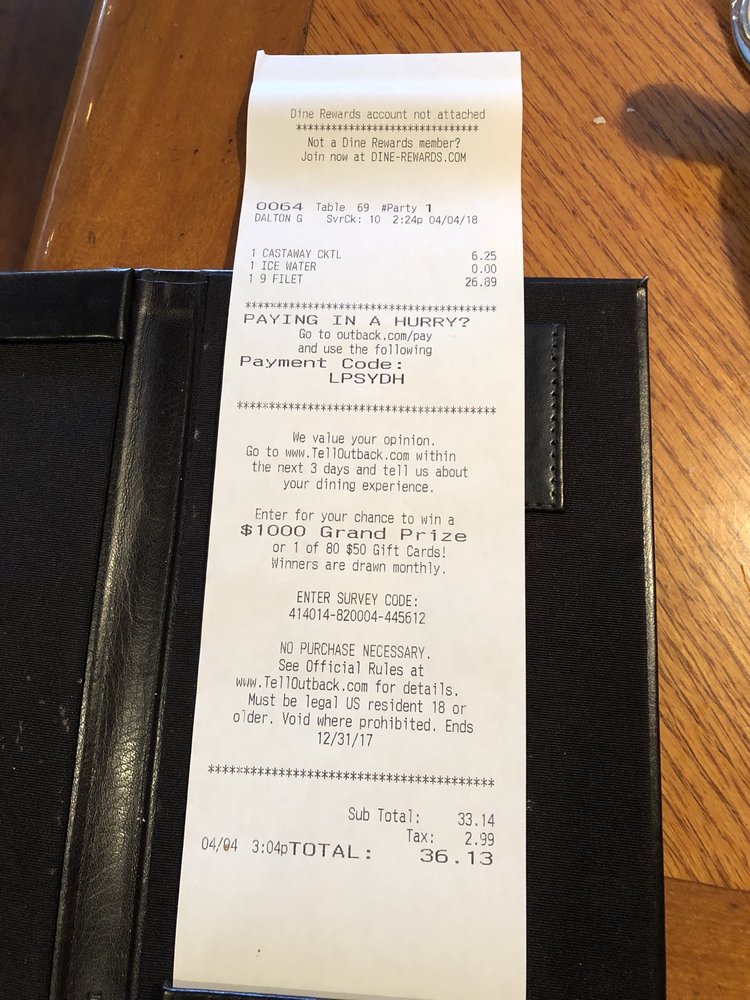 Dine Rewards account not attached
*****************************
Not a Dine Rewards member?
Join now at DINE-REWARDS.COM
0064 Table 69 #Party 1
DALTON G SvrCk: 10 2:24p 04/04/18
1 CASTAWAY CKTL 6.25
1 ICE WATER 0.00
1 9 FILET 26.89
***************************************
PAYING IN A HURRY?
Go to outback.com/pay
and use the following
Payment Code:
LPSYDH
***************************************
We value your opinion.
Go to www.TellOutback.com within
the next 3 days and tell us about
your dining experience.
Enter for your chance to win a
$1000 Grand Prize
or 1 of 80 $50 Gift Cards!
Winners are drawn monthly.
ENTER SURVEY CODE:
414014-820004-445612
NO PURCHASE NECESSARY.
See Official Rules at
www.TellOutback.com for details.
Must be legal US resident 18 or
older. Void where prohibited. Ends
12/31/17
***************************************
Sub Total: 33.14
Tax: 2.99
04/04 3:04pTOTAL: 36.13